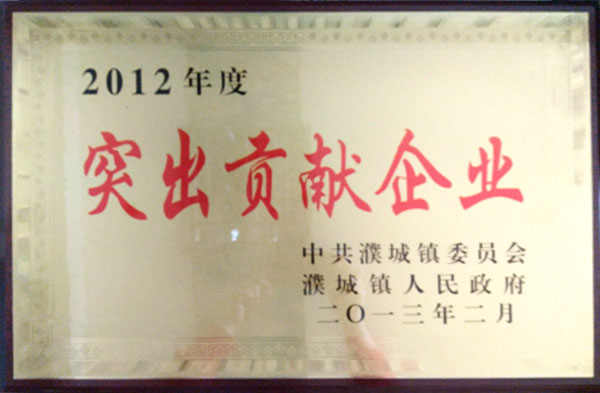 2012年度
突出贡献企业
中共濮城镇委员会
濮城镇人民政府
二〇一三年二月